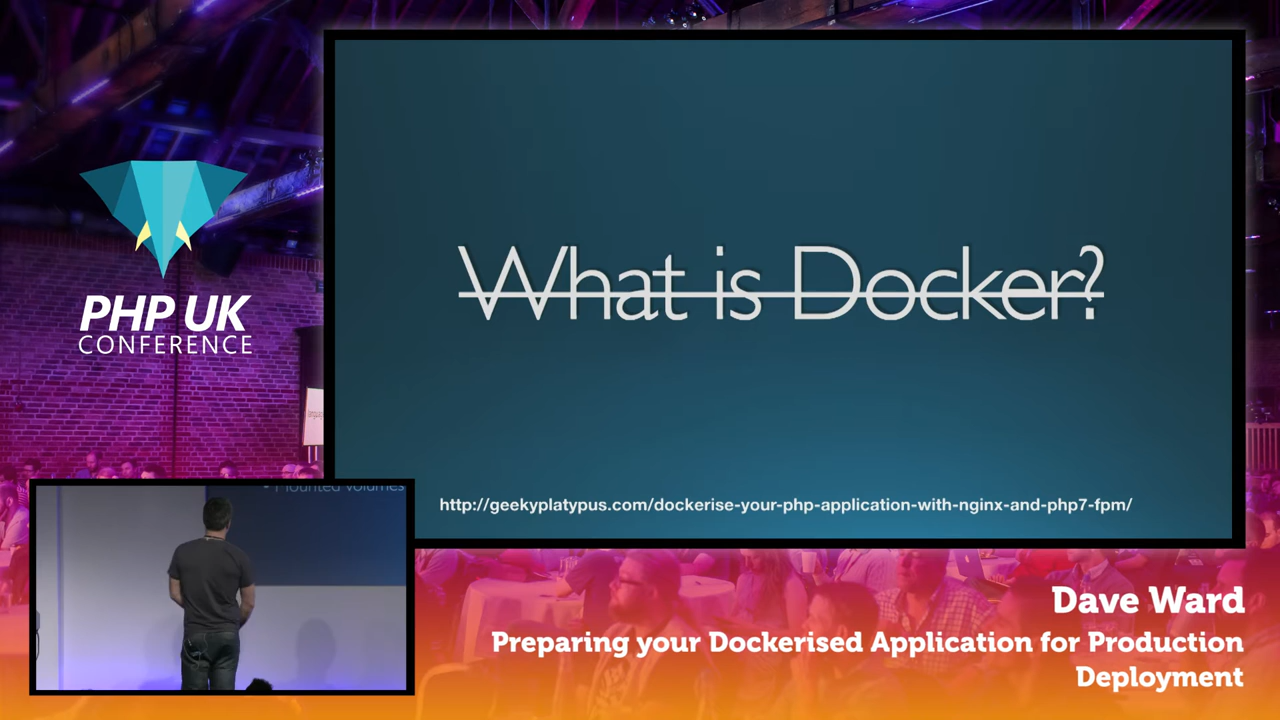 What is Docker?
http://geekyplatypus.com/dockerise-your-php-application-with-nginx-and-php7-fpm/
PHP UK
CONFERENCE
- Mounted volumes
Dave Ward
Preparing your Dockerised Application for Production
Deployment